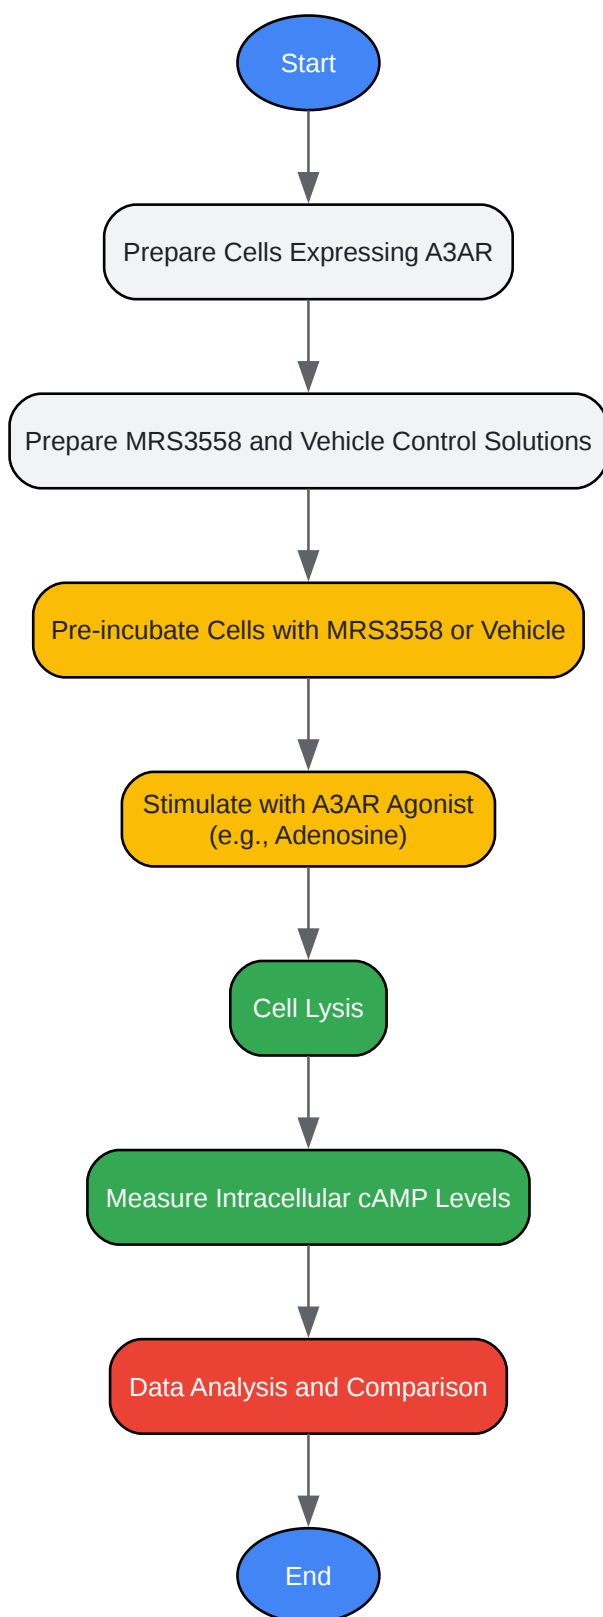 Start
Prepare Cells Expressing A3AR
Prepare MRS3558 and Vehicle Control Solutions
Pre-incubate Cells with MRS3558 or Vehicle
Stimulate with A3AR Agonist
(e.g., Adenosine)
Cell Lysis
Measure Intracellular cAMP Levels
Data Analysis and Comparison
End